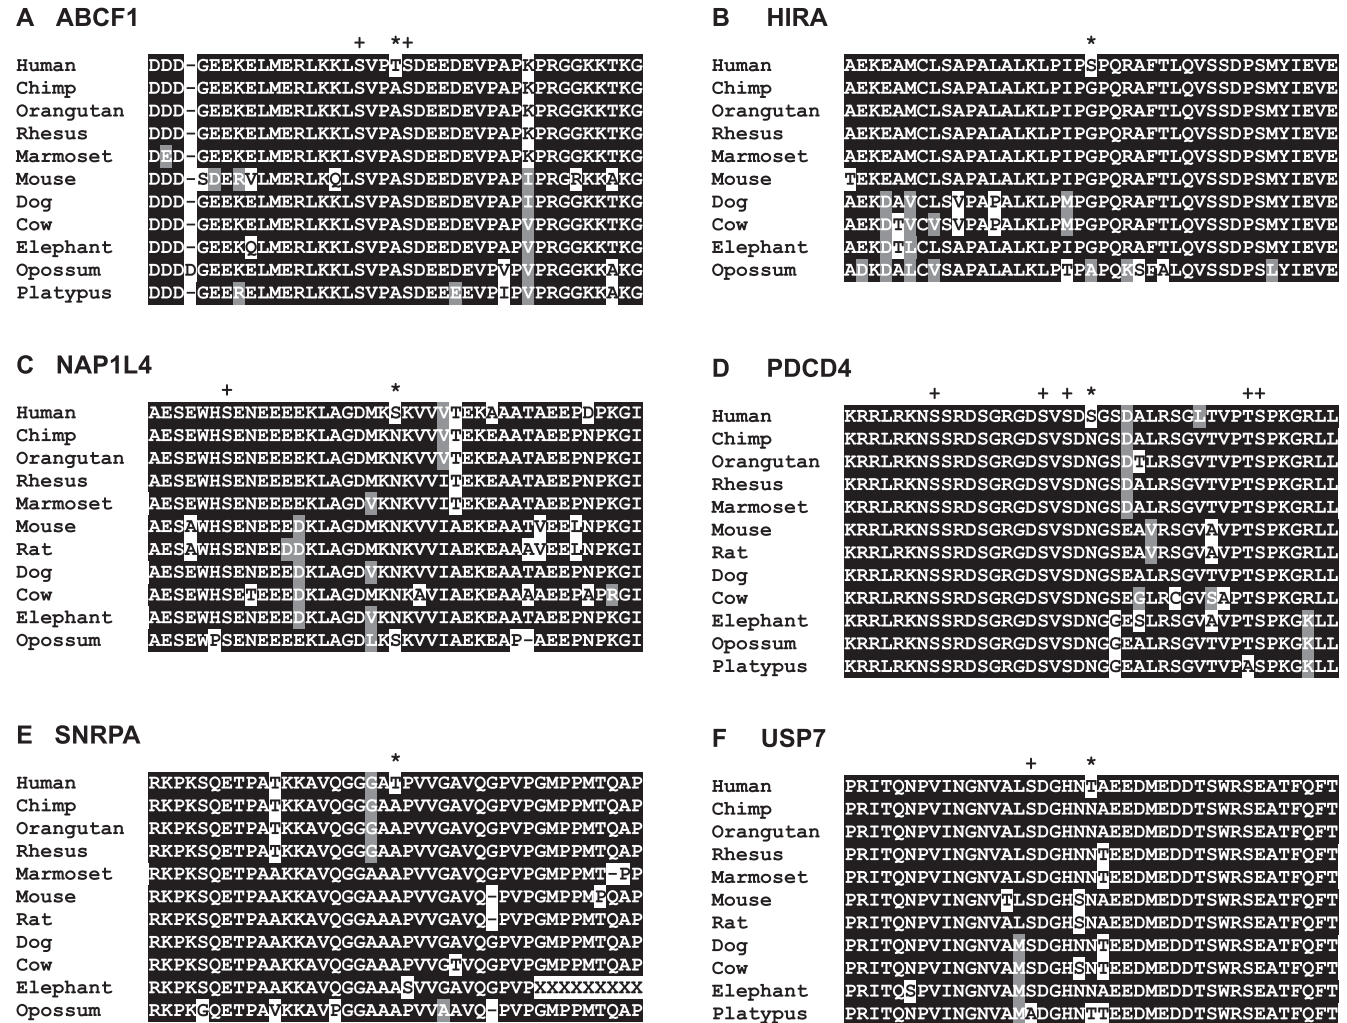 A ABCF1
+ *+
Human DDD-GEEKELMERLKKLSVPTSDEEDEVPAPKPRGGKKTKG
Chimp DDD-GEEKELMERLKKLSVPASDEEDEVPAPKPRGGKKTKG
Orangutan DDD-GEEKELMERLKKLSVPASDEEDEVPAPKPRGGKKTKG
Rhesus DDD-GEEKELMERLKKLSVPASDEEDEVPAPKPRGGKKTKG
Marmoset DED-GEEKELMERLKKLSVPASDEEDEVPAPKPRGGKKTKG
Mouse DDD-SDERVLMERLKQLSVPASDEEDEVPAPIPRGRKKAKG
Dog DDD-GEEKELMERLKKLSVPASDEEDEVPAPIPRGGKKTKG
Cow DDD-GEEKELMERLKKLSVPASDEEDEVPAPVPRGGKKTKG
Elephant DDD-GEEKQLMERLKKLSVPASDEEDEVPAPVPRGGKKTKG
Opossum DDDDGEEKELMERLKKLSVPASDEEDEVPVPVPRGGKKAKG
Platypus DDD-GEERELMERLKKLSVPASDEEEEVPIPVPRGGKKAKG
B HIRA
*
Human AEKEAMCLSAPALALKLPIPSPQRAFTLQVSSDPSMYIEVE
Chimp AEKEAMCLSAPALALKLPIPGPQRAFTLQVSSDPSMYIEVE
Orangutan AEKEAMCLSAPALALKLPIPGPQRAFTLQVSSDPSMYIEVE
Rhesus AEKEAMCLSAPALALKLPIPGPQRAFTLQVSSDPSMYIEVE
Marmoset AEKEAMCLSAPALALKLPIPGPQRAFTLQVSSDPSMYIEVE
Mouse TEKEAMCLSAPALALKLPIPGPQRAFTLQVSSDPSMYIEVE
Dog AEKDAVCLSVPAPALKLPMPGPQRAFTLQVSSDPSMYIEVE
Cow AEKDTVCVSVPAPALKLPMPGPQRAFTLQVSSDPSMYIEVE
Elephant AEKDTLCLSAPALALKLPIPGPQRAFTLQVSSDPSMYIEVE
Opossum ADKDALCVSAPALALKLPTPAPQKSFALQVSSDPSLYIEVE
C NAP1L4
+ *
Human AESEWHSENEEEEKLAGDMKSKVVVTEKAAATAEEPDPKGI
Chimp AESEWHSENEEEEKLAGDMKNKVVVTEKEAATAEEPNPKGI
Orangutan AESEWHSENEEEEKLAGDMKNKVVVTEKEAATAEEPNPKGI
Rhesus AESEWHSENEEEEKLAGDMKNKVVITEKEAATAEEPNPKGI
Marmoset AESEWHSENEEEEKLAGDVKNKVVITEKEAATAEEPNPKGI
Mouse AESAWHSENEEEDKLAGDMKNKVVIAEKEAATVEELNPKGI
Rat AESAWHSENEEDDKLAGDMKNKVVIAEKEAAAVEELNPKGI
Dog AESEWHSENEEEDKLAGDVKNKVVIAEKEAATAEEPNPKGI
Cow AESEWHSETEEEDKLAGDMKNKAVIAEKEAAAAEEPAPRGI
Elephant AESEWHSENEEEDKLAGDVKNKVVIAEKEAATAEEPNPKGI
Opossum AESEWPSENEEEEKLAGDLKSKVVIAEKEAP-AEEPNPKGI
D PDCD4
+ + + * ++
Human KRRLRKNSSRDSGRGDSVSDSGSDALRSGLTVPTSPKGRLL
Chimp KRRLRKNSSRDSGRGDSVSDNGSDALRSGVTVPTSPKGRLL
Orangutan KRRLRKNSSRDSGRGDSVSDNGSDTLRSGVTVPTSPKGRLL
Rhesus KRRLRKNSSRDSGRGDSVSDNGSDALRSGVTVPTSPKGRLL
Marmoset KRRLRKNSSRDSGRGDSVSDNGSDALRSGVTVPTSPKGRLL
Mouse KRRLRKNSSRDSGRGDSVSDNGSEAVRSGVAVPTSPKGRLL
Rat KRRLRKNSSRDSGRGDSVSDNGSEAVRSGVAVPTSPKGRLL
Dog KRRLRKNSSRDSGRGDSVSDNGSEALRSGVTVPTSPKGRLL
Cow KRRLRKNSSRDSGRGDSVSDNGSEGLRCGVSAPTSPKGRLL
Elephant KRRLRKNSSRDSGRGDSVSDNGGESLRSGVAVPTSPKGKLL
Opossum KRRLRKNSSRDSGRGDSVSDNGGEALRSGVTVPTSPKGKLL
Platypus KRRLRKNSSRDSGRGDSVSDNGGEALRSGVTVPASPKGKLL
E SNRPA
*
Human RKPKSQETPATKKAVQGGGATPVVGAVQGPVPGMPPMTQAP
Chimp RKPKSQETPATKKAVQGGGAAPVVGAVQGPVPGMPPMTQAP
Orangutan RKPKSQETPATKKAVQGGGAAPVVGAVQGPVPGMPPMTQAP
Rhesus RKPKSQETPATKKAVQGGGAAPVVGAVQGPVPGMPPMTQAP
Marmoset RKPKSQETPAAKKAVQGGAAAPVVGAVQGPVPGMPPMT-PP
Mouse RKPKSQETPAAKKAVQGGAAAPVVGAVQ-PVPGMPPMPQAP
Rat RKPKSQETPAAKKAVQGGAAAPVVGAVQ-PVPGMPPMTQAP
Dog RKPKSQETPAAKKAVQGGAAAPVVGAVQGPVPGMPPMTQAP
Cow RKPKSQETPAAKKAVQGGAAAPVVGTVQGPVPGMPPMTQAP
Elephant RKPKSQETPAAKKAVQGGAAASVVGAVQGPVPXXXXXXXXX
Opossum RKPKGQETPAVKKAVPGGAAAPVVAAVQ-PVPGMPPMTQAP
F USP7
+ *
Human PRITQNPVINGNVALSDGHNTAEEDMEDDTSWRSEATFQFT
Chimp PRITQNPVINGNVALSDGHNNAEEDMEDDTSWRSEATFQFT
Orangutan PRITQNPVINGNVALSDGHNNAEEDMEDDTSWRSEATFQFT
Rhesus PRITQNPVINGNVALSDGHNNTEEDMEDDTSWRSEATFQFT
Marmoset PRITQNPVINGNVALSDGHNNTEEDMEDDTSWRSEATFQFT
Mouse PRITQNPVINGNVTLSDGHSNAEEDMEDDTSWRSEATFQFT
Rat PRITQNPVINGNVALSDGHSNAEEDMEDDTSWRSEATFQFT
Dog PRITQNPVINGNVAMSDGHNNTEEDMEDDTSWRSEATFQFT
Cow PRITQNPVINGNVAMSDGHSNTEEDMEDDTSWRSEATFQFT
Elephant PRITQSPVINGNVAMSDGHNNAEEDMEDDTSWRSEATFQFT
Platypus PRITQNPVINGNVAMADGHNTTEEDMEDDTSWRSEATFQFT